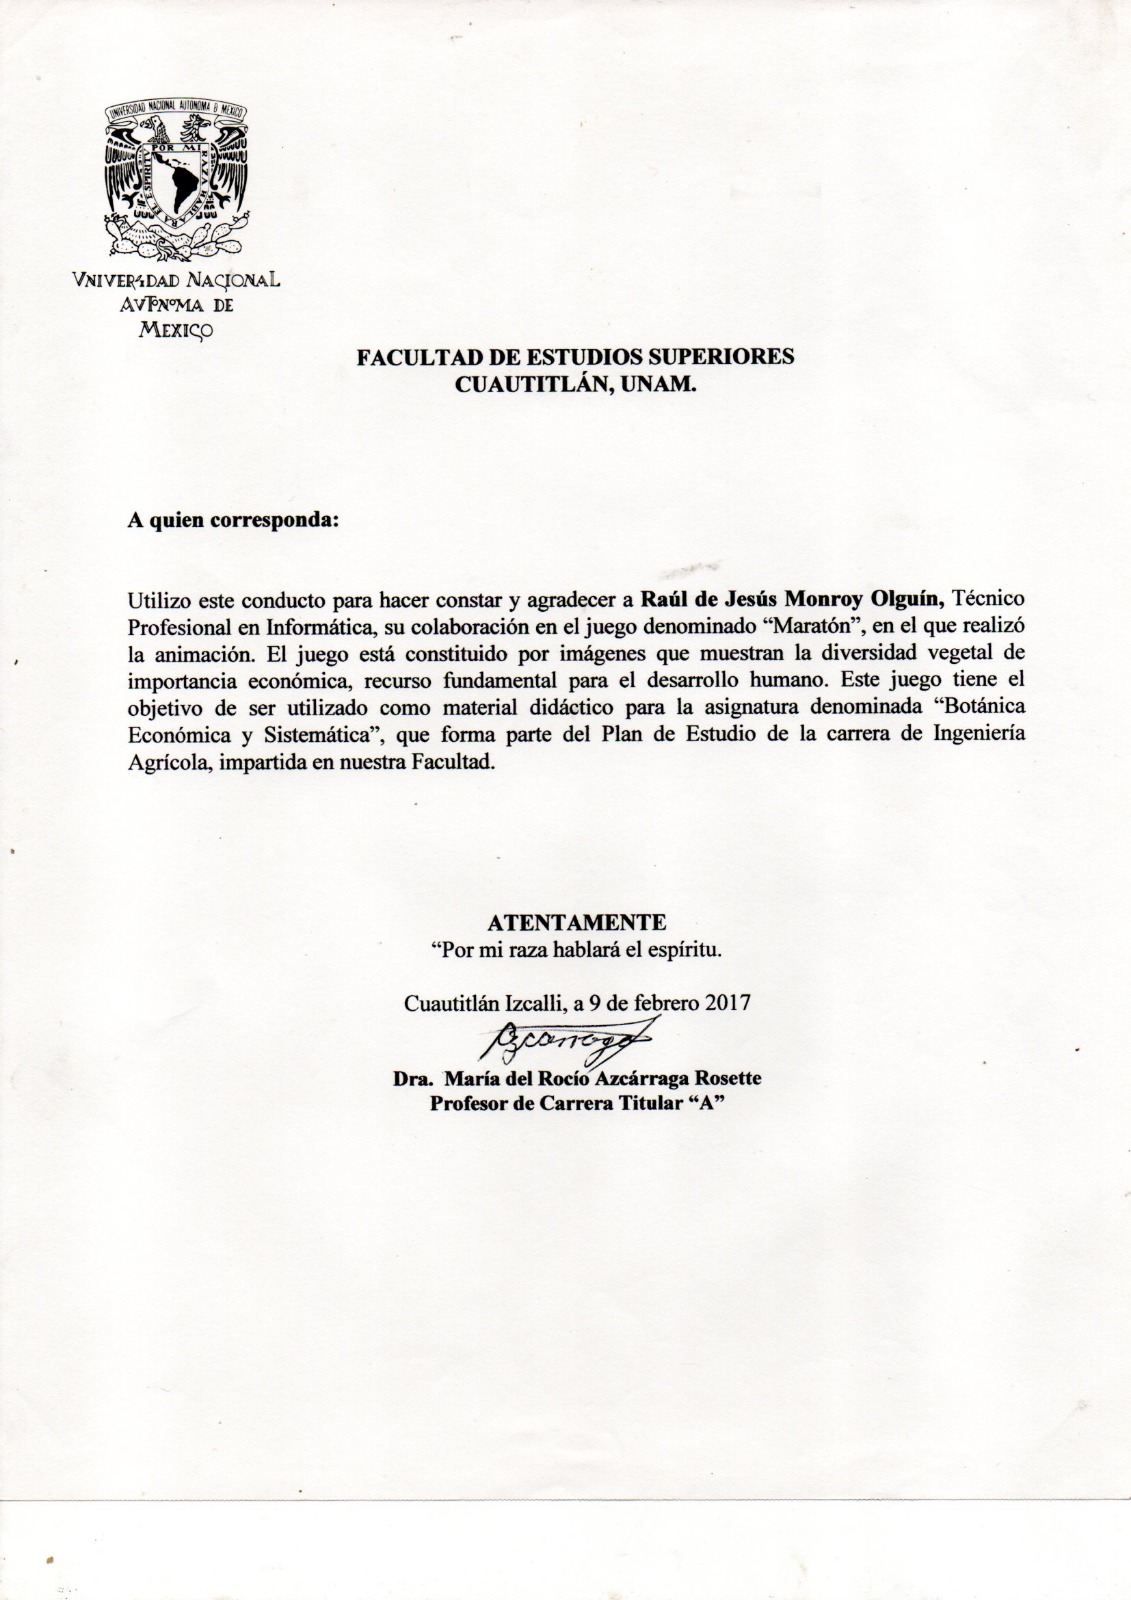 UNIVERSIDAD NACIONAL AUTONOMA D MEXICO
POR MI RAZA HABLARA EL ESPIRITU
VNIVERSIDAD NACIONAL
AVTONOMA DE
MEXICO
FACULTAD DE ESTUDIOS SUPERIORES
CUAUTITLÁN, UNAM.
A quien corresponda:
Utilizo este conducto para hacer constar y agradecer a Raúl de Jesús Monroy Olguín, Técnico
Profesional en Informática, su colaboración en el juego denominado “Maratón”, en el que realizó
la animación. El juego está constituido por imágenes que muestran la diversidad vegetal de
importancia económica, recurso fundamental para el desarrollo humano. Este juego tiene el
objetivo de ser utilizado como material didáctico para la asignatura denominada “Botánica
Económica y Sistemática”, que forma parte del Plan de Estudio de la carrera de Ingeniería
Agrícola, impartida en nuestra Facultad.
ATENTAMENTE
“Por mi raza hablará el espíritu.
Cuautitlán Izcalli, a 9 de febrero 2017
Azcarraga
Dra. María del Rocío Azcárraga Rosette
Profesor de Carrera Titular “A”